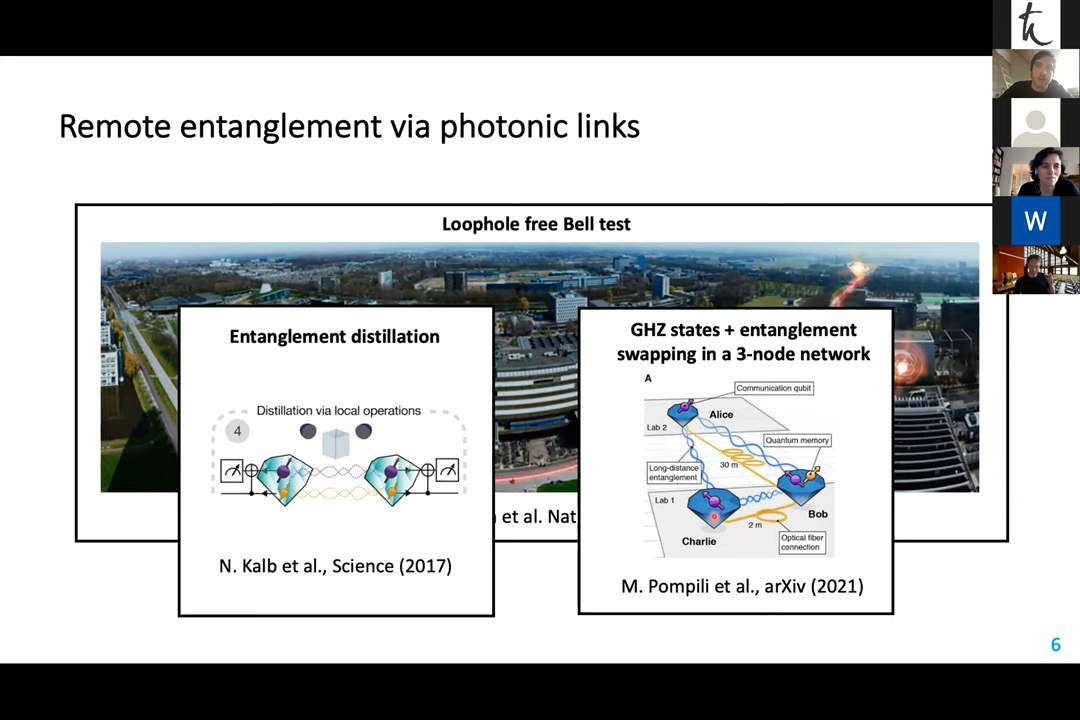 Remote entanglement via photonic links
Loophole free Bell test
Entanglement distillation
Distillation via local operations
4
N. Kalb et al., Science (2017)
et al. Nat
GHZ states + entanglement
swapping in a 3-node network
A
Communication qubit
Alice
Lab 2
Quantum memory
Long-distance
entanglement
30 m
Lab 1
Bob
2 m
Charlie
Optical fiber
connection
M. Pompili et al., arXiv (2021)
W
6